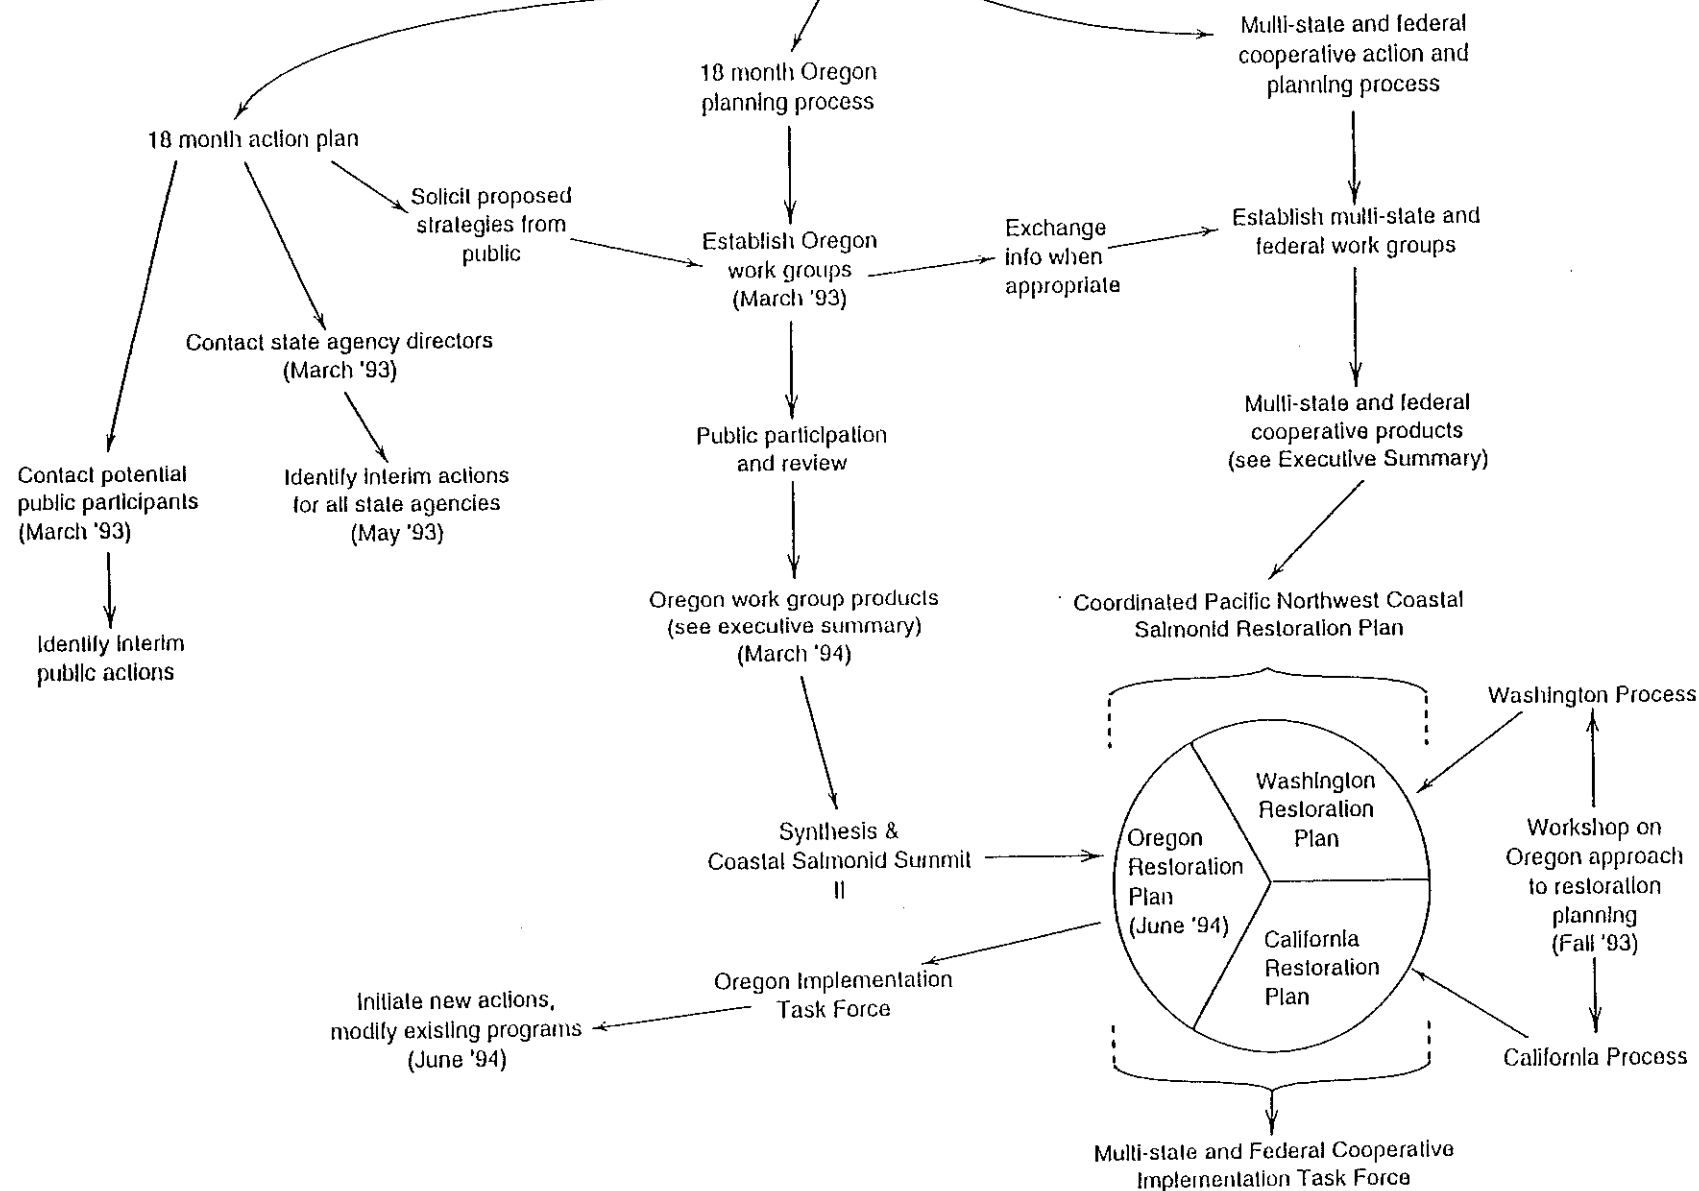 Multi-state and federal
cooperative action and
planning process
18 month Oregon
planning process
18 month action plan
Solicit proposed
strategies from
public
Establish Oregon
work groups
(March '93)
Exchange
info when
appropriate
Establish multi-state and
federal work groups
Contact state agency directors
(March '93)
Multi-state and federal
cooperative products
(see Executive Summary)
Public participation
and review
Contact potential
public participants
(March '93)
Identify interim actions
for all state agencies
(May '93)
Identify interim
public actions
Oregon work group products
(see executive summary)
(March '94)
Coordinated Pacific Northwest Coastal
Salmonid Restoration Plan
Washington Process
Washington
Restoration
Plan
Synthesis &
Coastal Salmonid Summit
II
Oregon
Restoration
Plan
(June '94)
Workshop on
Oregon approach
to restoration
planning
(Fall '93)
California
Restoration
Plan
Oregon Implementation
Task Force
Initiate new actions,
modify existing programs
(June '94)
California Process
Multi-state and Federal Cooperative
Implementation Task Force